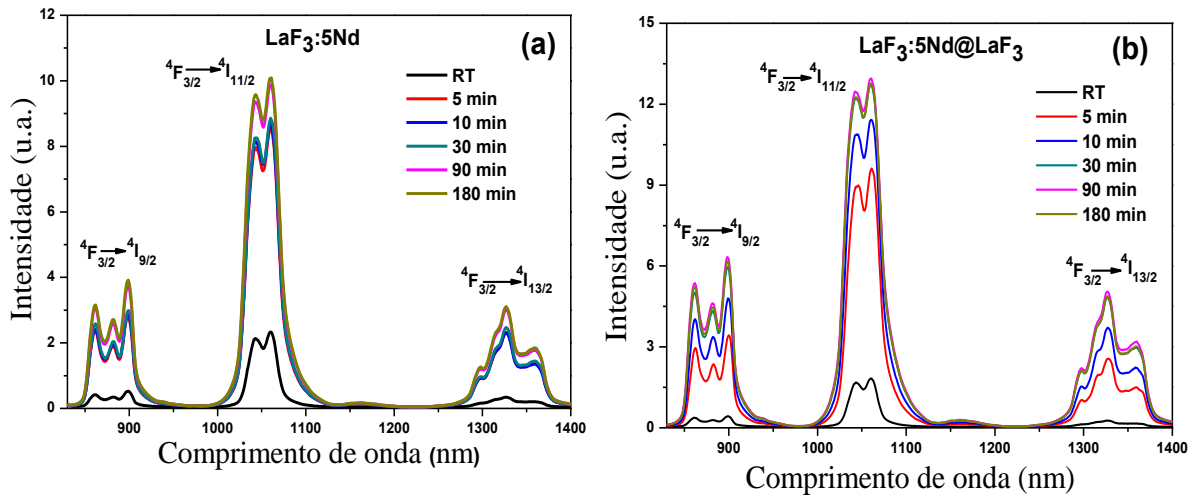 LaF3:5Nd
(a)
4F3/2 → 4I11/2
RT
5 min
10 min
30 min
90 min
180 min
4F3/2 → 4I9/2
4F3/2 → 4I13/2
Intensidade (u.a.)
12
10
8
6
4
2
0
900
1000
1100
1200
1300
1400
Comprimento de onda (nm)
LaF3:5Nd@LaF3
(b)
4F3/2 → 4I11/2
RT
5 min
10 min
30 min
90 min
180 min
4F3/2 → 4I9/2
4F3/2 → 4I13/2
Intensidade (u.a.)
15
12
9
6
3
0
900
1000
1100
1200
1300
1400
Comprimento de onda (nm)